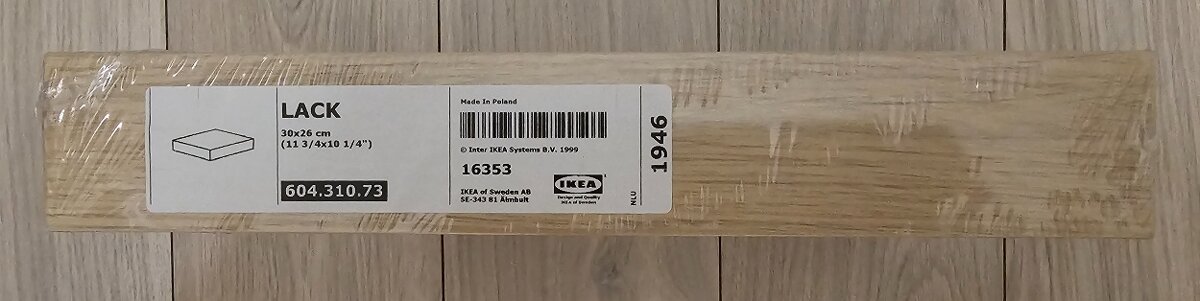 LACK
30x26 cm
(11 3/4x10 1/4")
604.310.73
Made In Poland
© Inter IKEA Systems B.V. 1999
16353
IKEA of Sweden AB
SE-343 81 Älmhult
IKEA
Design and Quality
IKEA of Sweden
NLU
1946